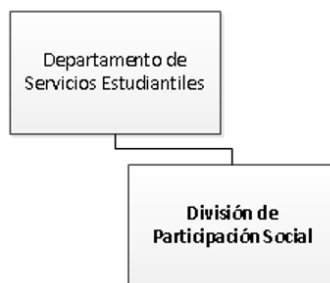 Departamento de
Servicios Estudiantiles
División de
Participación Social